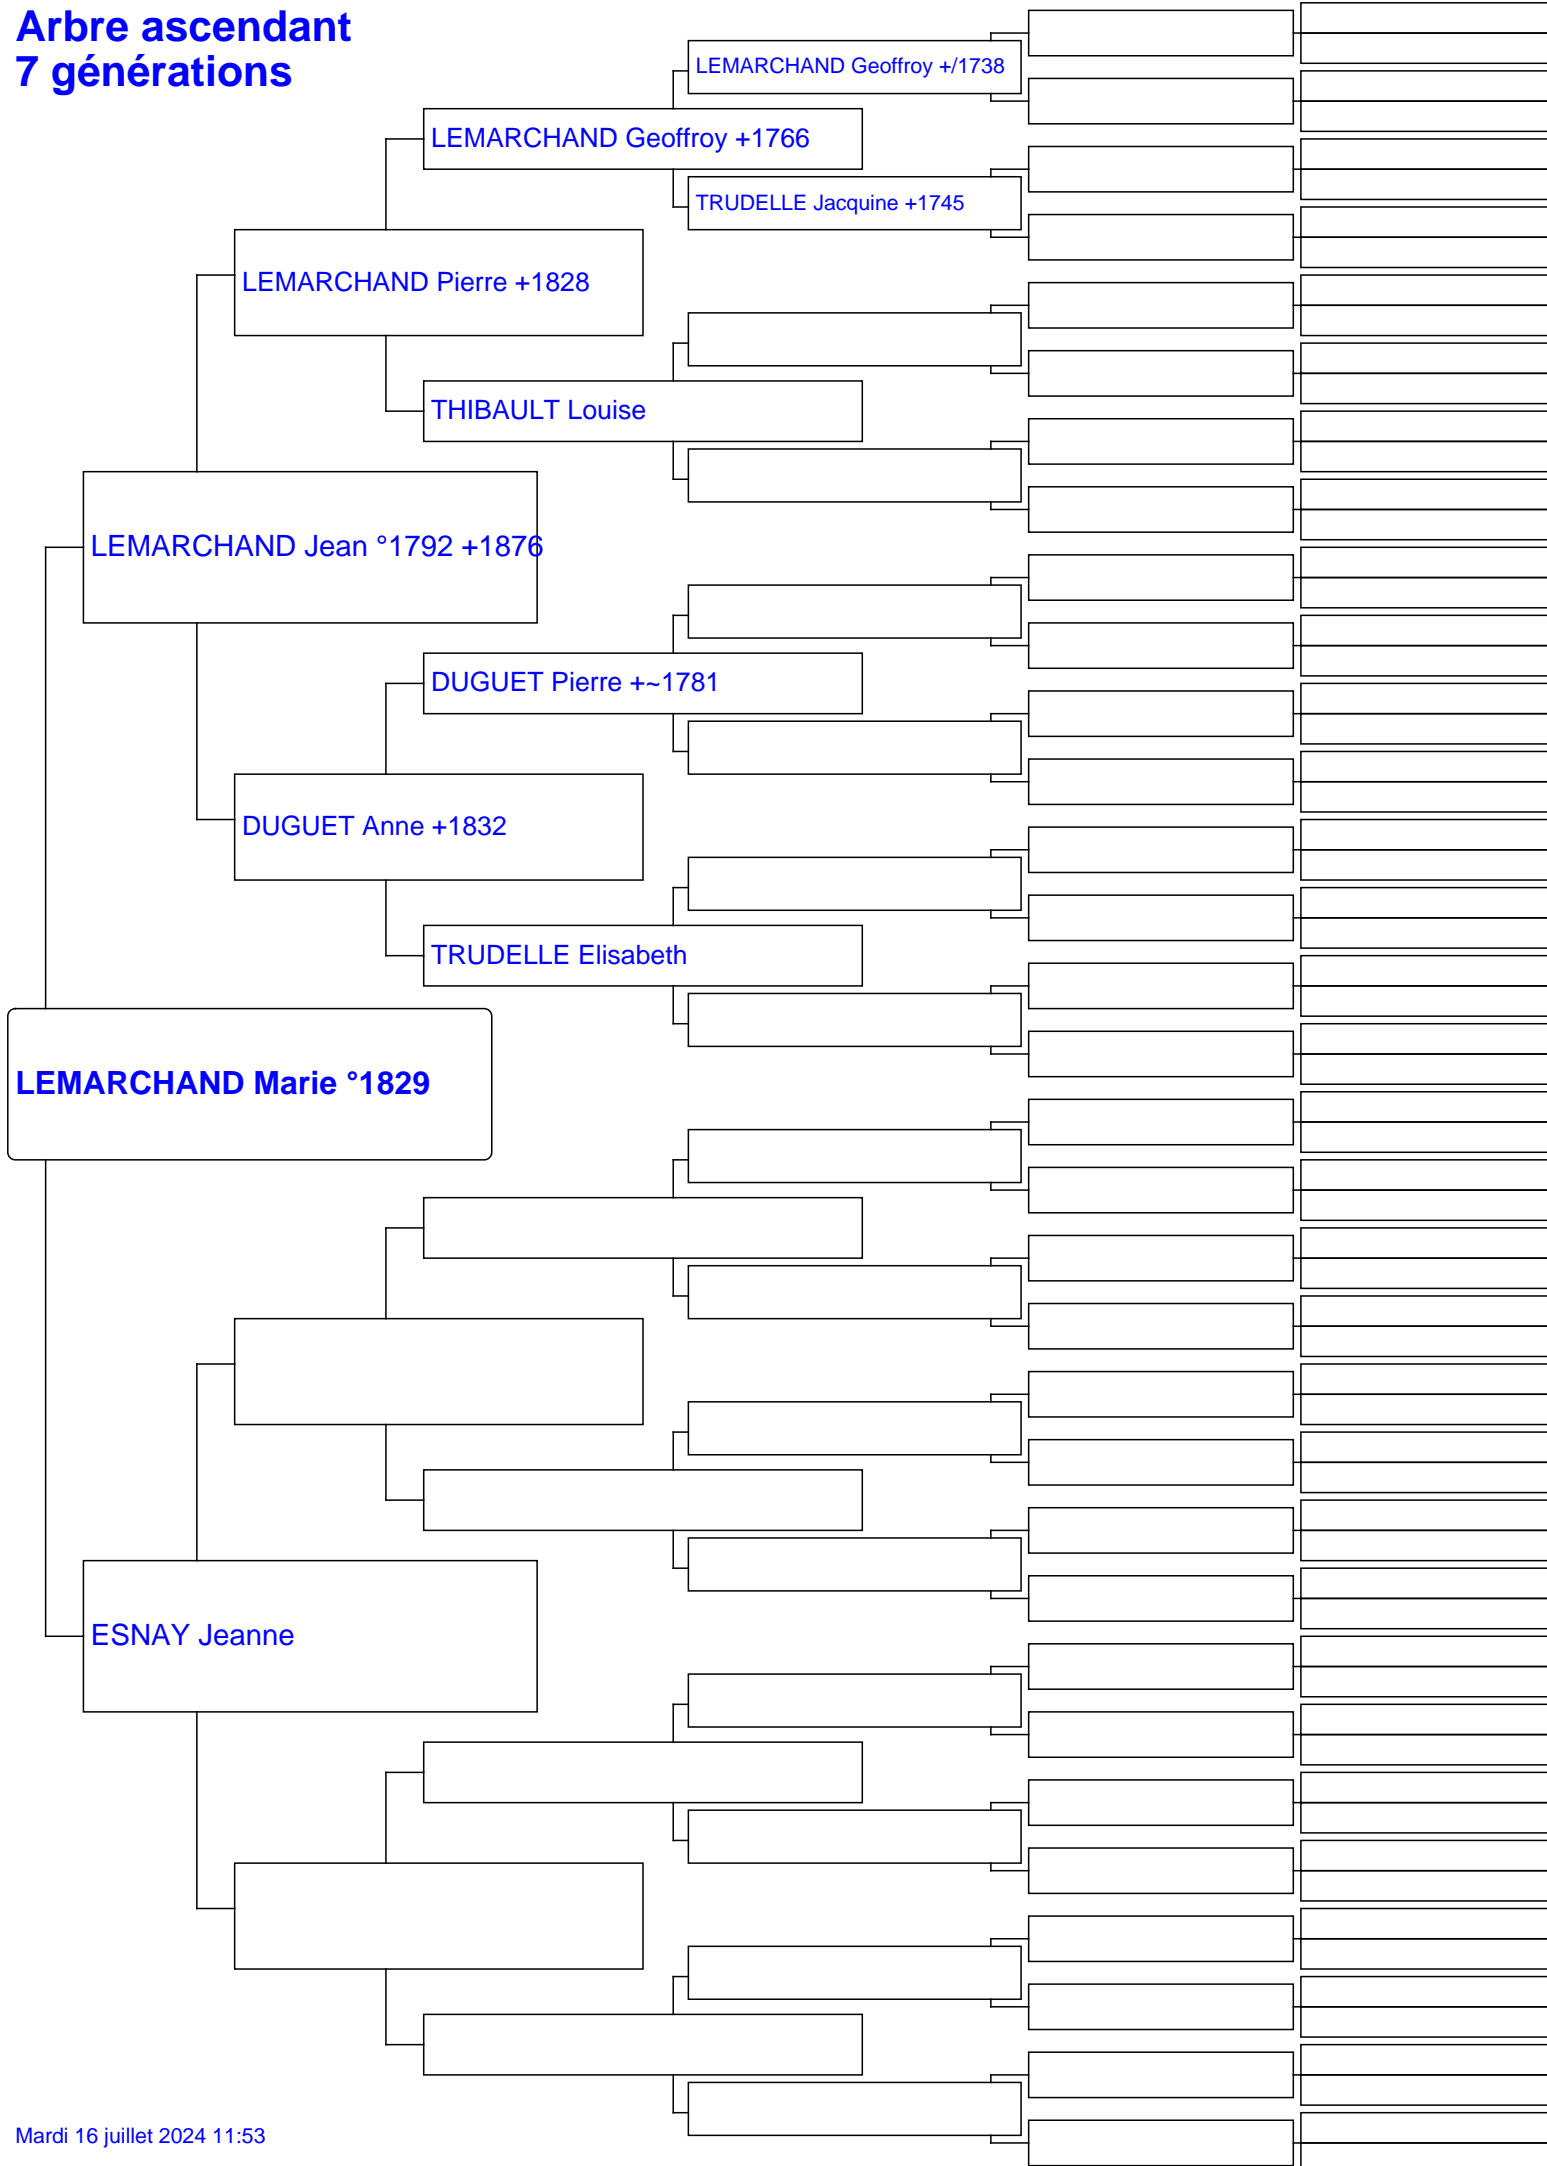 Arbre ascendant
7 générations
LEMARCHAND Geoffroy +/1738
LEMARCHAND Geoffroy +1766
TRUDELLE Jacquine +1745
LEMARCHAND Pierre +1828
THIBAULT Louise
LEMARCHAND Jean °1792 +1876
DUGUET Pierre +~1781
DUGUET Anne +1832
TRUDELLE Elisabeth
LEMARCHAND Marie °1829
ESNAY Jeanne
Mardi 16 juillet 2024 11:53